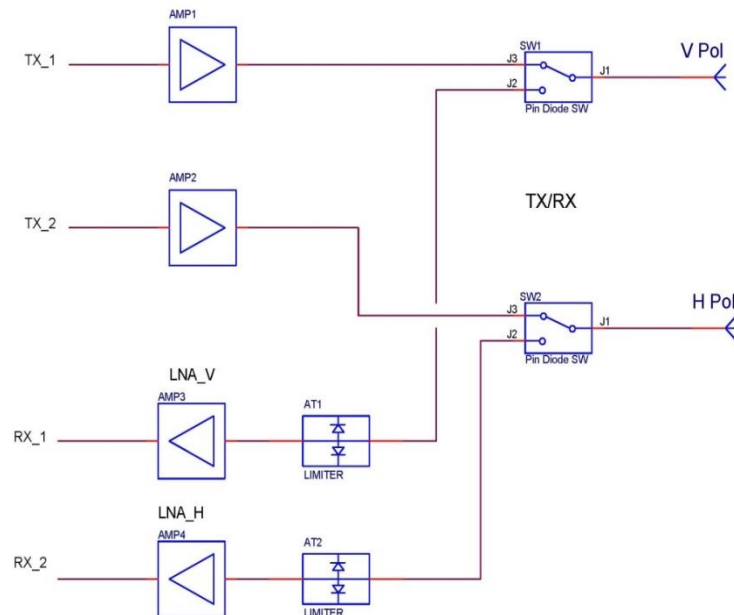 AMP1
TX_1
SW1
J3
J1
J2
V Pol
Pin Diode SW
AMP2
TX_2
TX/RX
SW2
J3
J1
J2
H Pol
Pin Diode SW
LNA_V
AMP3
AT1
RX_1
LIMITER
LNA_H
AMP4
AT2
RX_2
LIMITER